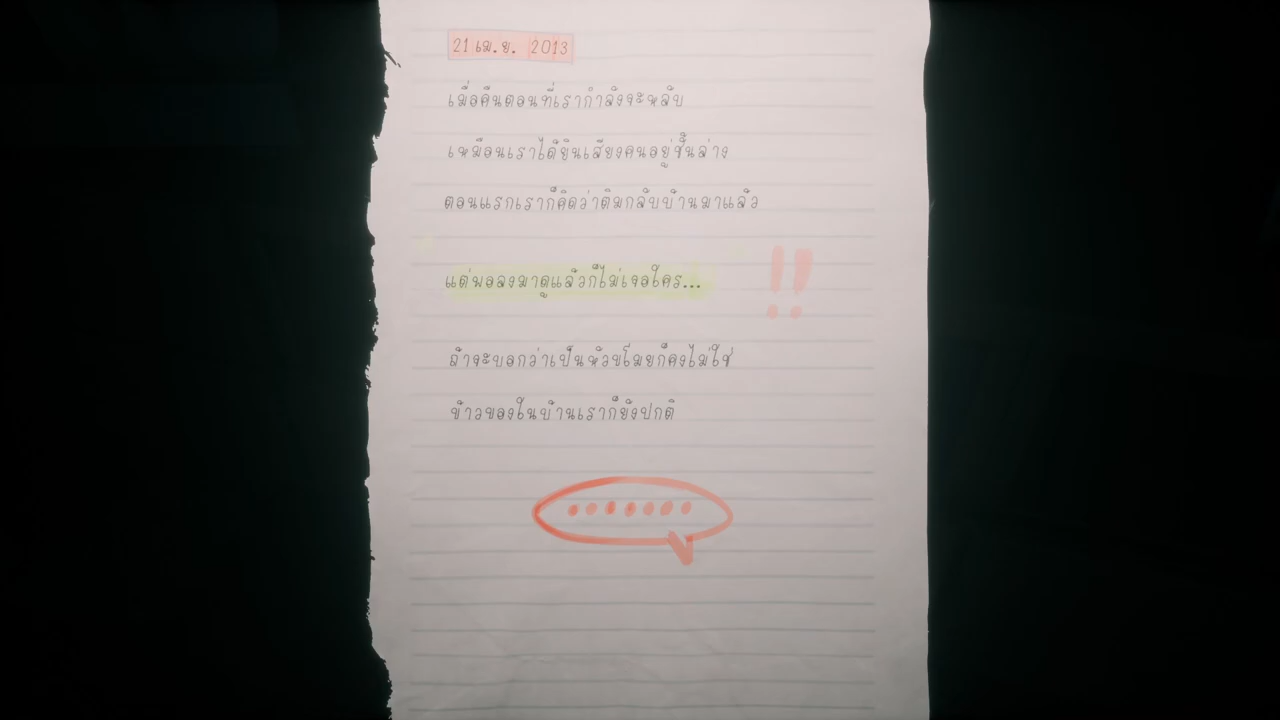 21 เม.ย. 2013
เมื่อคืนตอนที่เรากำลังจะหลับ
เหมือนเราได้ยินเสียงคนอยู่ชั้นล่าง
ตอนแรกเราก็คิดว่าติมกลับบ้านมาแล้ว
แต่พอลงมาดูแล้วก็ไม่เจอใคร... !!
ถ้าจะบอกว่าเป็นหัวขโมยก็คงไม่ใช่
ข้าวของในบ้านเราก็ยังปกติ
.......